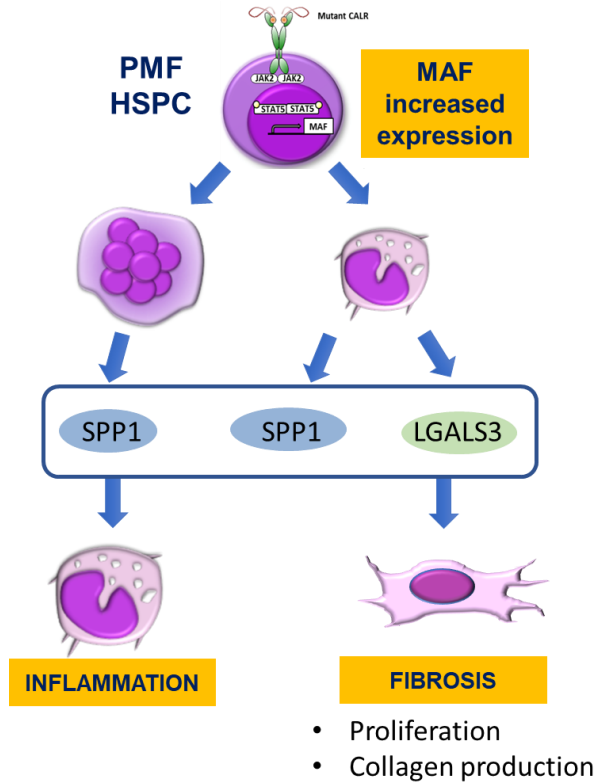 Mutant CALR
PMF
HSPC
JAK2 JAK2
STAT5 STAT5
MAF
MAF
increased
expression
SPP1
SPP1
LGALS3
INFLAMMATION
FIBROSIS
• Proliferation
• Collagen production